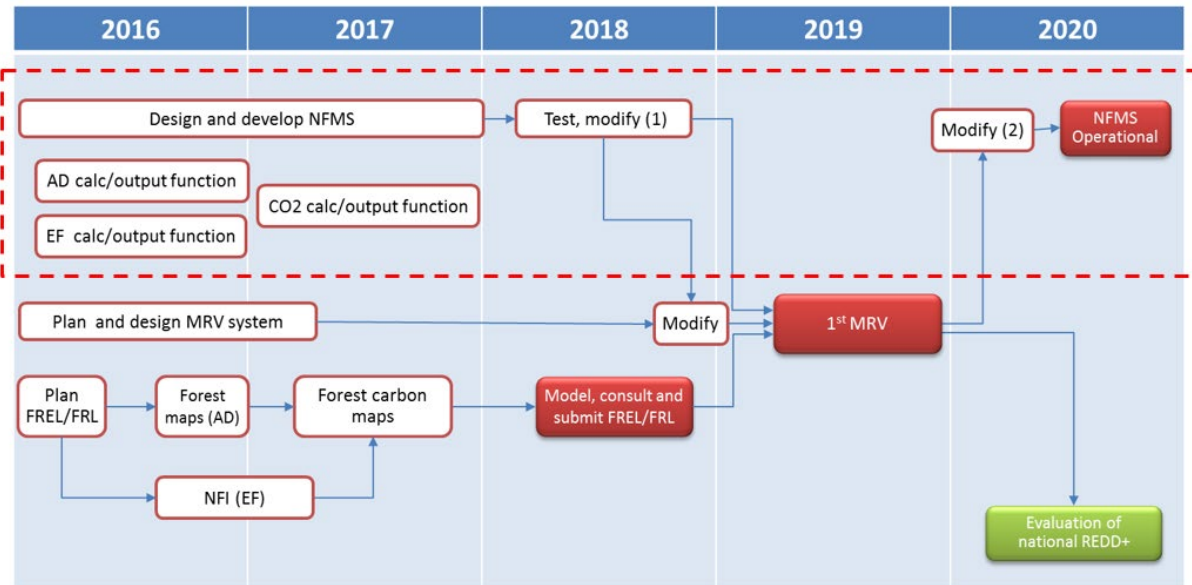 2016
2017
2018
2019
2020
Design and develop NFMS
Test, modify (1)
Modify (2)
NFMS
Operational
AD calc/output function
CO2 calc/output function
EF calc/output function
Plan and design MRV system
Modify
1st MRV
Plan
FREL/FRL
Forest
maps (AD)
Forest carbon
maps
Model, consult and
submit FREL/FRL
NFI (EF)
Evaluation of
national REDD+